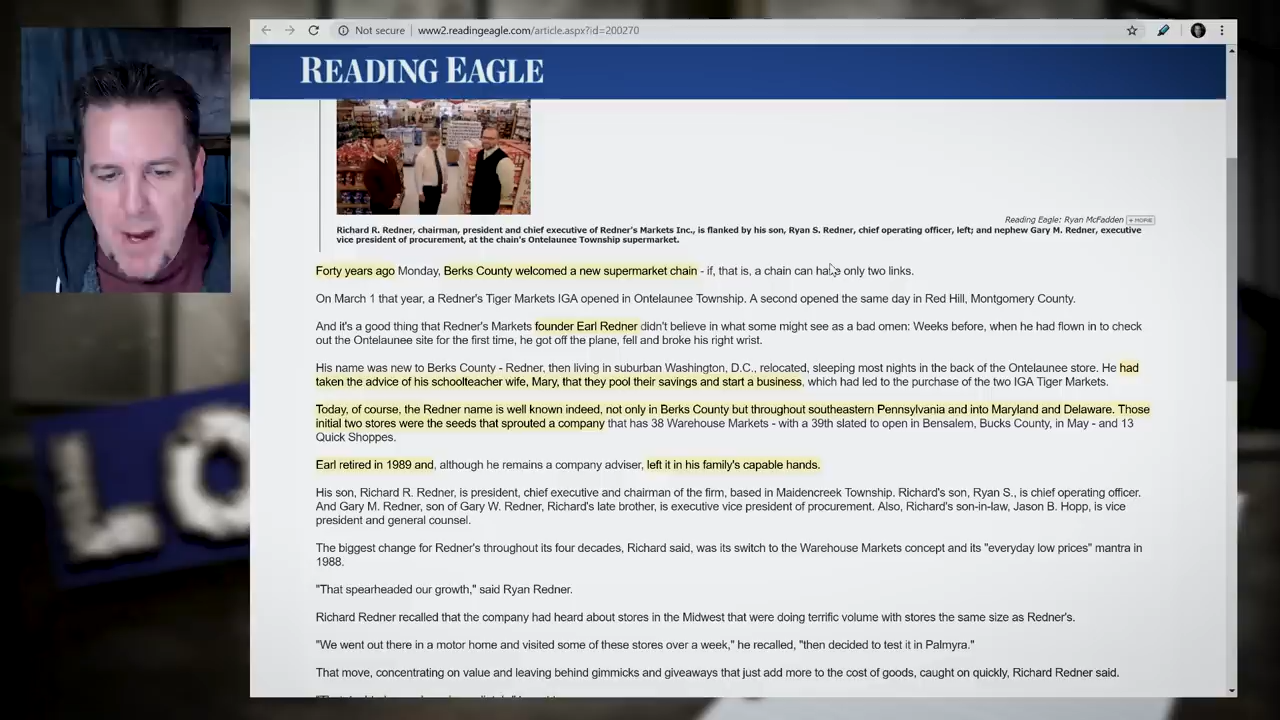 Not secure
www2.readingeagle.com/article.aspx?id=200270
READING EAGLE
Reading Eagle: Ryan McFadden + MORE
Richard R. Redner, chairman, president and chief executive of Redner's Markets Inc., is flanked by his son, Ryan S. Redner, chief operating officer, left; and nephew Gary M. Redner, executive
vice president of procurement, at the chain's Ontelaunee Township supermarket.
Forty years ago Monday, Berks County welcomed a new supermarket chain - if, that is, a chain can have only two links.
On March 1 that year, a Redner's Tiger Markets IGA opened in Ontelaunee Township. A second opened the same day in Red Hill, Montgomery County.
And it's a good thing that Redner's Markets founder Earl Redner didn't believe in what some might see as a bad omen: Weeks before, when he had flown in to check
out the Ontelaunee site for the first time, he got off the plane, fell and broke his right wrist.
His name was new to Berks County - Redner, then living in suburban Washington, D.C., relocated, sleeping most nights in the back of the Ontelaunee store. He had
taken the advice of his schoolteacher wife, Mary, that they pool their savings and start a business, which had led to the purchase of the two IGA Tiger Markets.
Today, of course, the Redner name is well known indeed, not only in Berks County but throughout southeastern Pennsylvania and into Maryland and Delaware. Those
initial two stores were the seeds that sprouted a company that has 38 Warehouse Markets - with a 39th slated to open in Bensalem, Bucks County, in May - and 13
Quick Shoppes.
Earl retired in 1989 and, although he remains a company adviser, left it in his family's capable hands.
His son, Richard R. Redner, is president, chief executive and chairman of the firm, based in Maidencreek Township. Richard's son, Ryan S., is chief operating officer.
And Gary M. Redner, son of Gary W. Redner, Richard's late brother, is executive vice president of procurement. Also, Richard's son-in-law, Jason B. Hopp, is vice
president and general counsel.
The biggest change for Redner's throughout its four decades, Richard said, was its switch to the Warehouse Markets concept and its "everyday low prices" mantra in
1988.
"That spearheaded our growth," said Ryan Redner.
Richard Redner recalled that the company had heard about stores in the Midwest that were doing terrific volume with stores the same size as Redner's.
"We went out there in a motor home and visited some of these stores over a week," he recalled, "then decided to test it in Palmyra."
That move, concentrating on value and leaving behind gimmicks and giveaways that just add more to the cost of goods, caught on quickly, Richard Redner said.
LO